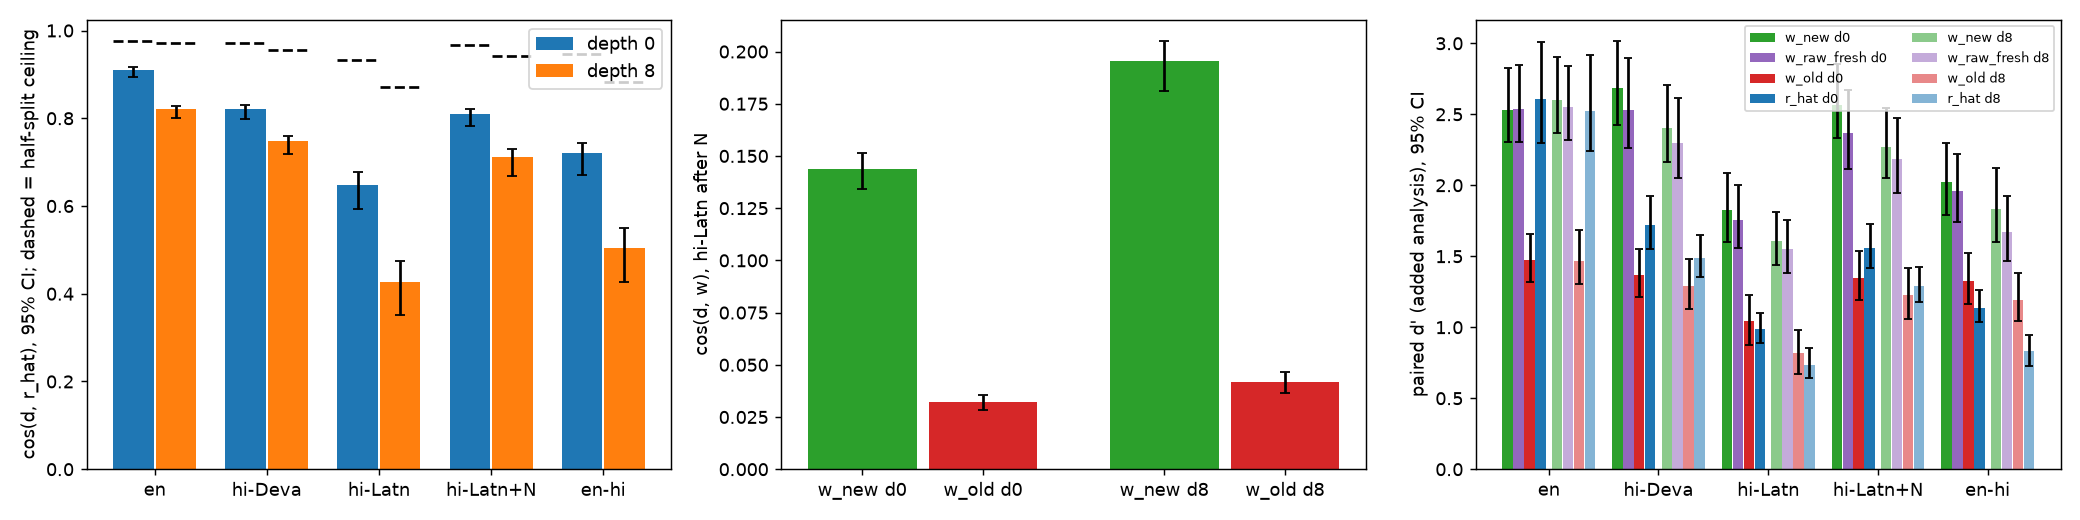 cos(d, r_hat), 95% CI; dashed = half-split ceiling
1.0
0.8
0.6
0.4
0.2
0.0
depth 0
depth 8
en
hi-Deva
hi-Latn
hi-Latn+N
en-hi
cos(d, w), hi-Latn after N
0.200
0.175
0.150
0.125
0.100
0.075
0.050
0.025
0.000
w_new d0
w_old d0
w_new d8
w_old d8
paired d' (added analysis), 95% CI
3.0
2.5
2.0
1.5
1.0
0.5
0.0
w_new d0
w_raw_fresh d0
w_old d0
r_hat d0
w_new d8
w_raw_fresh d8
w_old d8
r_hat d8
en
hi-Deva
hi-Latn
hi-Latn+N
en-hi